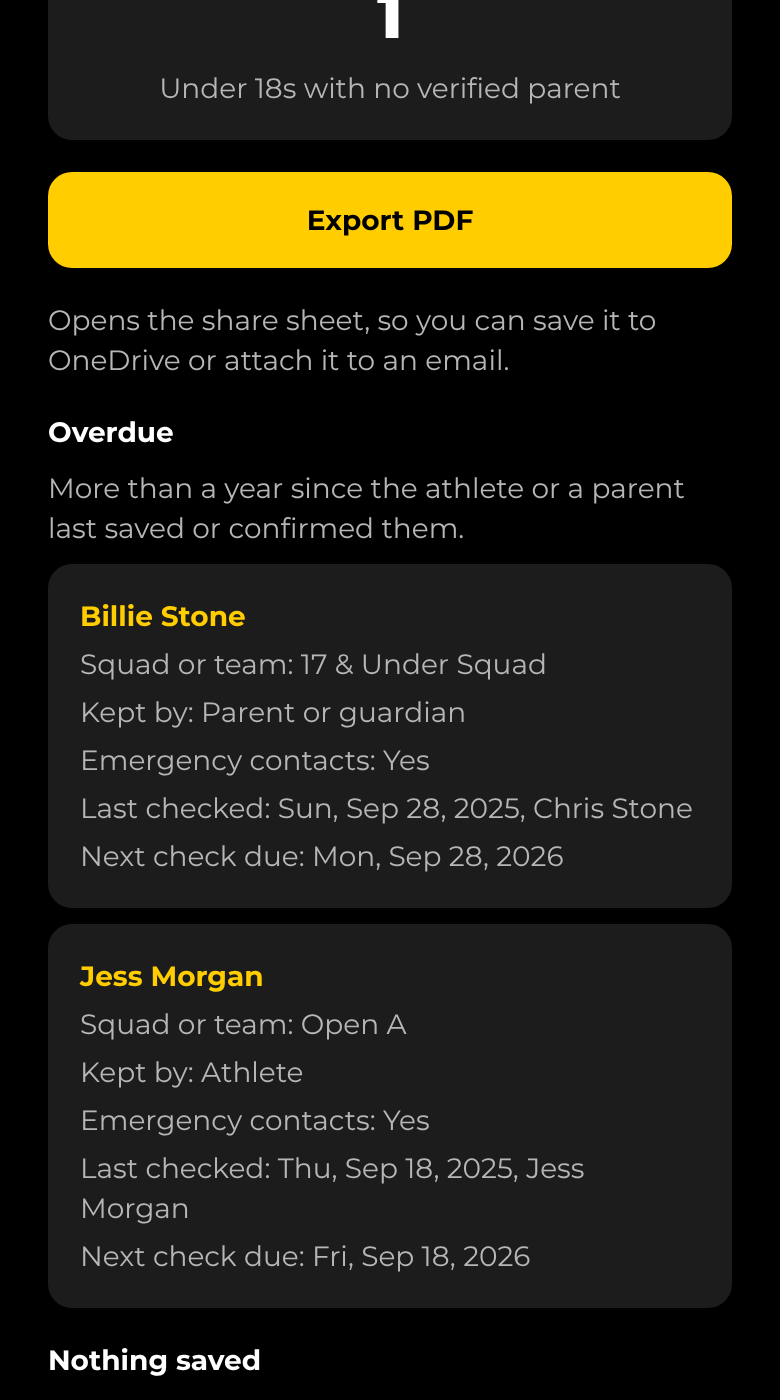 1
Under 18s with no verified parent
Export PDF
Opens the share sheet, so you can save it to
OneDrive or attach it to an email.
Overdue
More than a year since the athlete or a parent
last saved or confirmed them.
Billie Stone
Squad or team: 17 & Under Squad
Kept by: Parent or guardian
Emergency contacts: Yes
Last checked: Sun, Sep 28, 2025, Chris Stone
Next check due: Mon, Sep 28, 2026
Jess Morgan
Squad or team: Open A
Kept by: Athlete
Emergency contacts: Yes
Last checked: Thu, Sep 18, 2025, Jess
Morgan
Next check due: Fri, Sep 18, 2026
Nothing saved